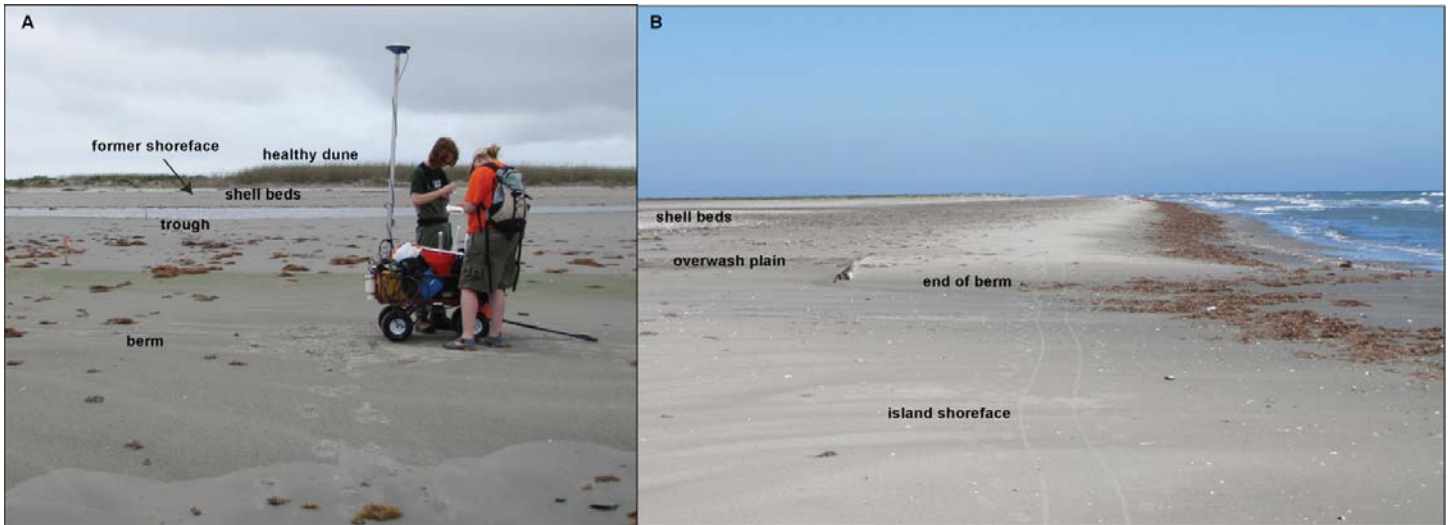 A
former shoreface
healthy dune
shell beds
trough
berm
B
shell beds
overwash plain
end of berm
island shoreface